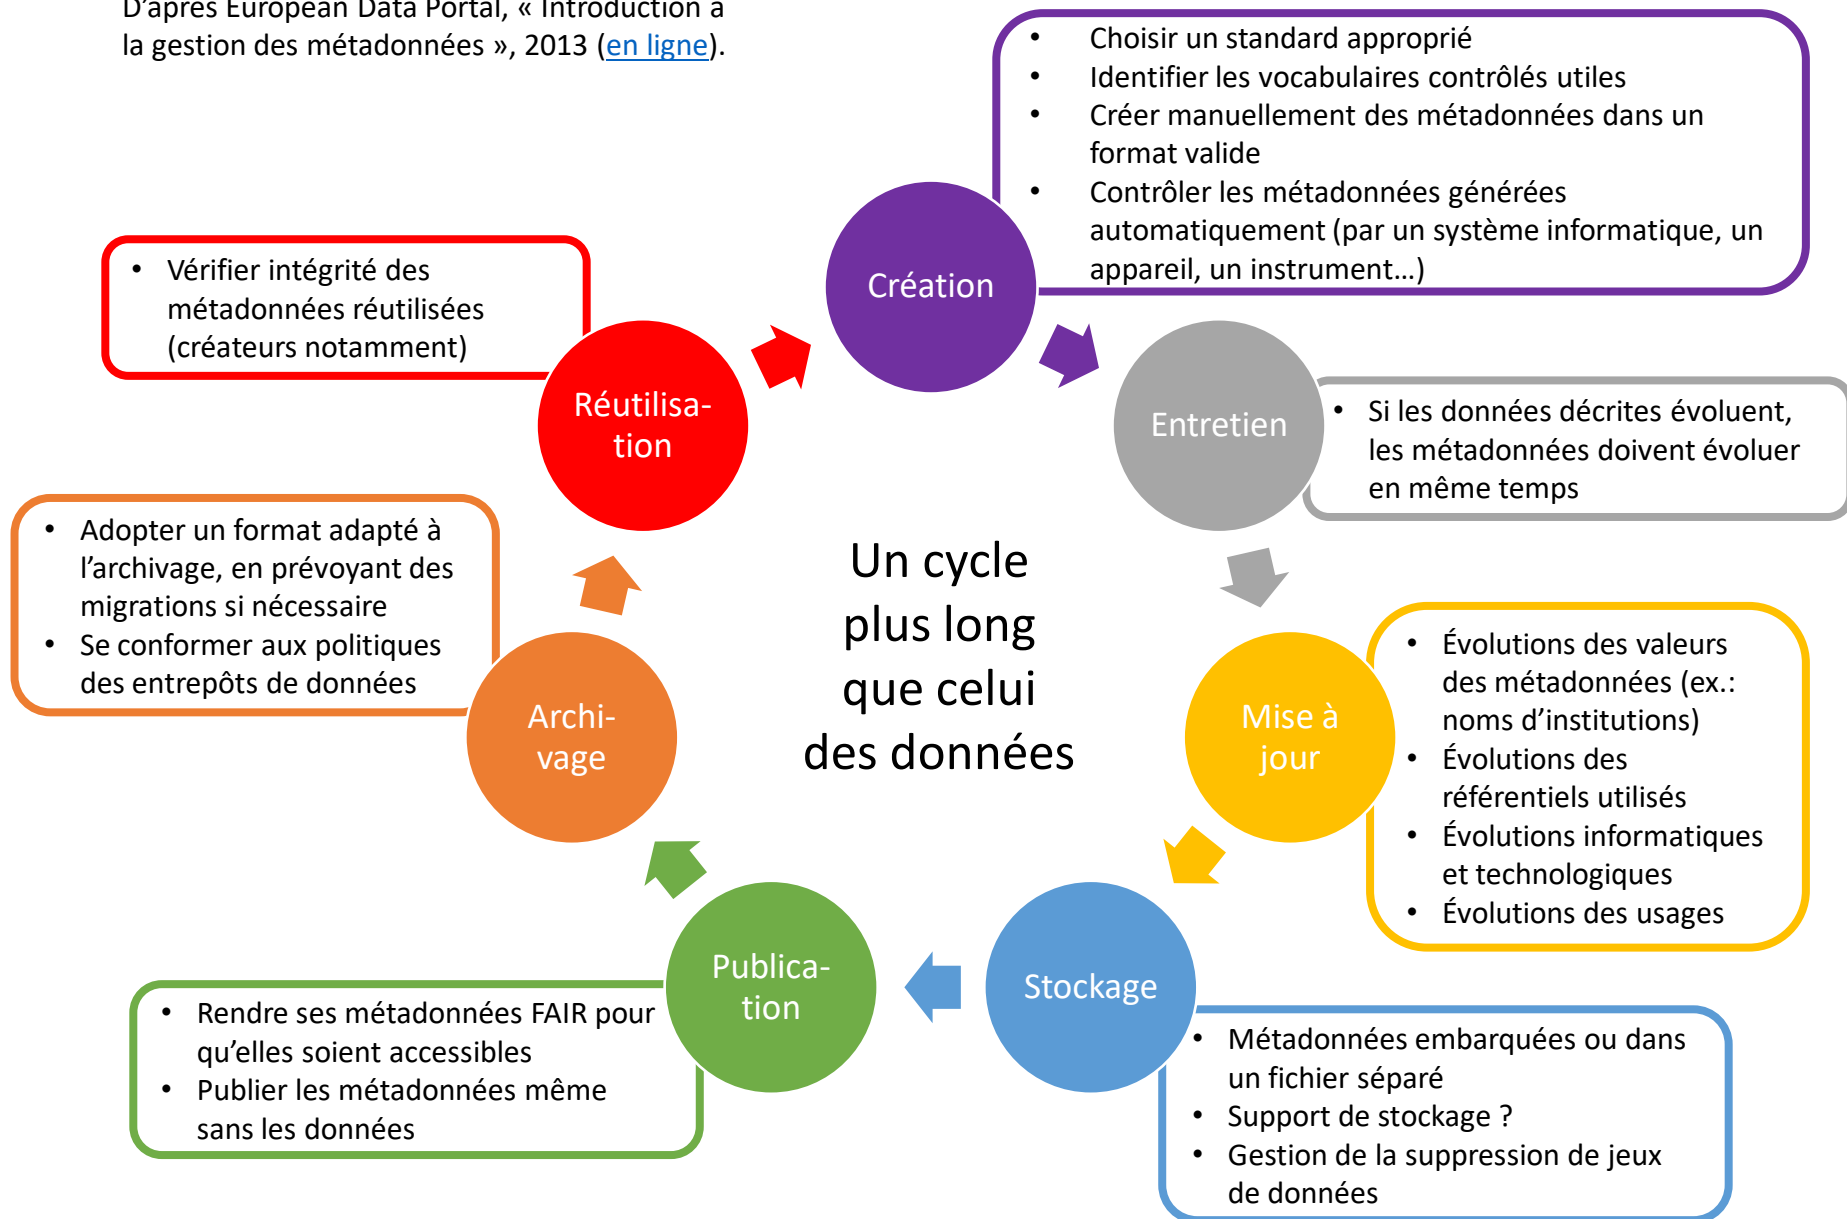 D'après European Data Portal, « Introduction à
la gestion des métadonnées », 2013 (en ligne).
• Choisir un standard approprié
• Identifier les vocabulaires contrôlés utiles
• Créer manuellement des métadonnées dans un
format valide
• Contrôler les métadonnées générées
automatiquement (par un système informatique, un
appareil, un instrument…)
Création
Entretien
• Si les données décrites évoluent,
les métadonnées doivent évoluer
en même temps
Mise à
jour
• Évolutions des valeurs
des métadonnées (ex.:
noms d’institutions)
• Évolutions des
référentiels utilisés
• Évolutions informatiques
et technologiques
• Évolutions des usages
Stockage
• Métadonnées embarquées ou dans
un fichier séparé
• Support de stockage ?
• Gestion de la suppression de jeux
de données
Publica-
tion
• Rendre ses métadonnées FAIR pour
qu’elles soient accessibles
• Publier les métadonnées même
sans les données
Archi-
vage
• Adopter un format adapté à
l’archivage, en prévoyant des
migrations si nécessaire
• Se conformer aux politiques
des entrepôts de données
Réutilisa-
tion
• Vérifier intégrité des
métadonnées réutilisées
(créateurs notamment)
Un cycle
plus long
que celui
des données